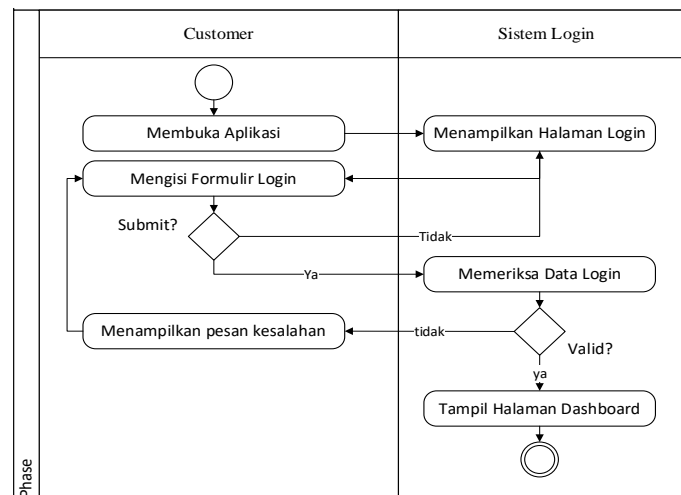 Customer
Sistem Login
Membuka Aplikasi
Menampilkan Halaman Login
Mengisi Formulir Login
Submit?
Tidak
Ya
Memeriksa Data Login
Menampilkan pesan kesalahan
tidak
Valid?
ya
Tampil Halaman Dashboard
Phase